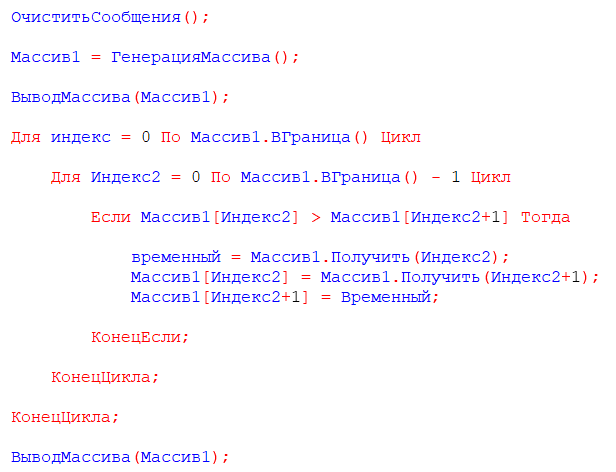 ОчиститьСообщения();
Массив1 = ГенерацияМассива();
ВыводМассива(Массив1);
Для индекс = 0 По Массив1.ВГраница() Цикл
Для Индекс2 = 0 По Массив1.ВГраница() - 1 Цикл
Если Массив1[Индекс2] > Массив1[Индекс2+1] Тогда
временный = Массив1.Получить(Индекс2);
Массив1[Индекс2] = Массив1.Получить(Индекс2+1);
Массив1[Индекс2+1] = Временный;
КонецЕсли;
КонецЦикла;
КонецЦикла;
ВыводМассива(Массив1);